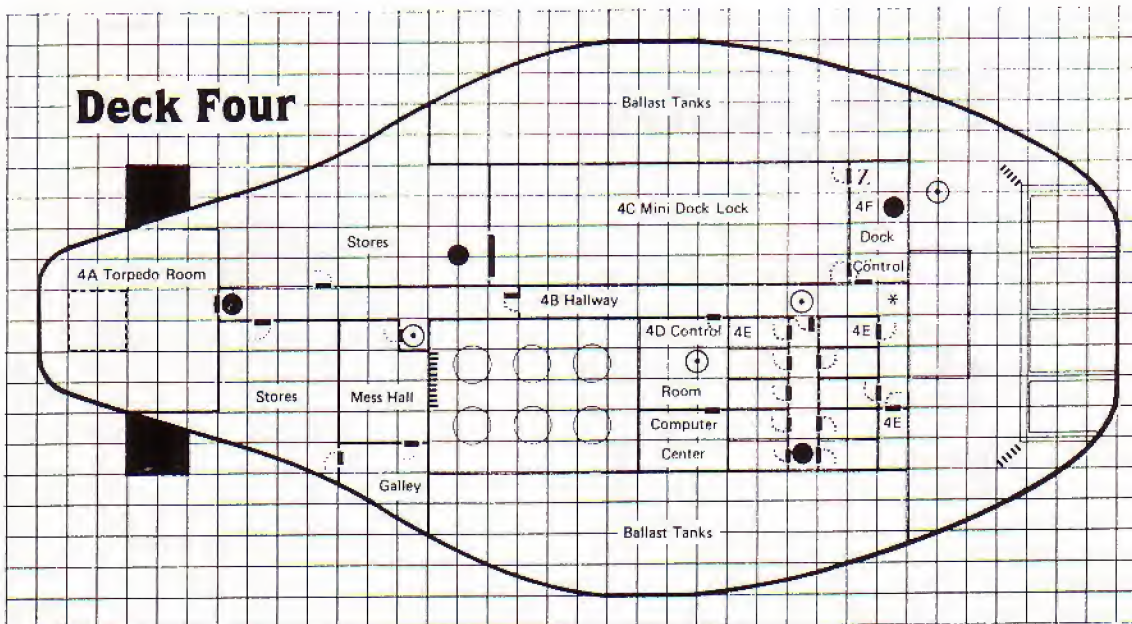 Deck Four
Ballast Tanks
4C Mini Dock Lock
Z
4F
Dock
Control
Stores
4A Torpedo Room
4B Hallway
*
4D Control
4E
4E
Room
Stores
Mess Hall
Computer
4E
Center
Galley
Ballast Tanks